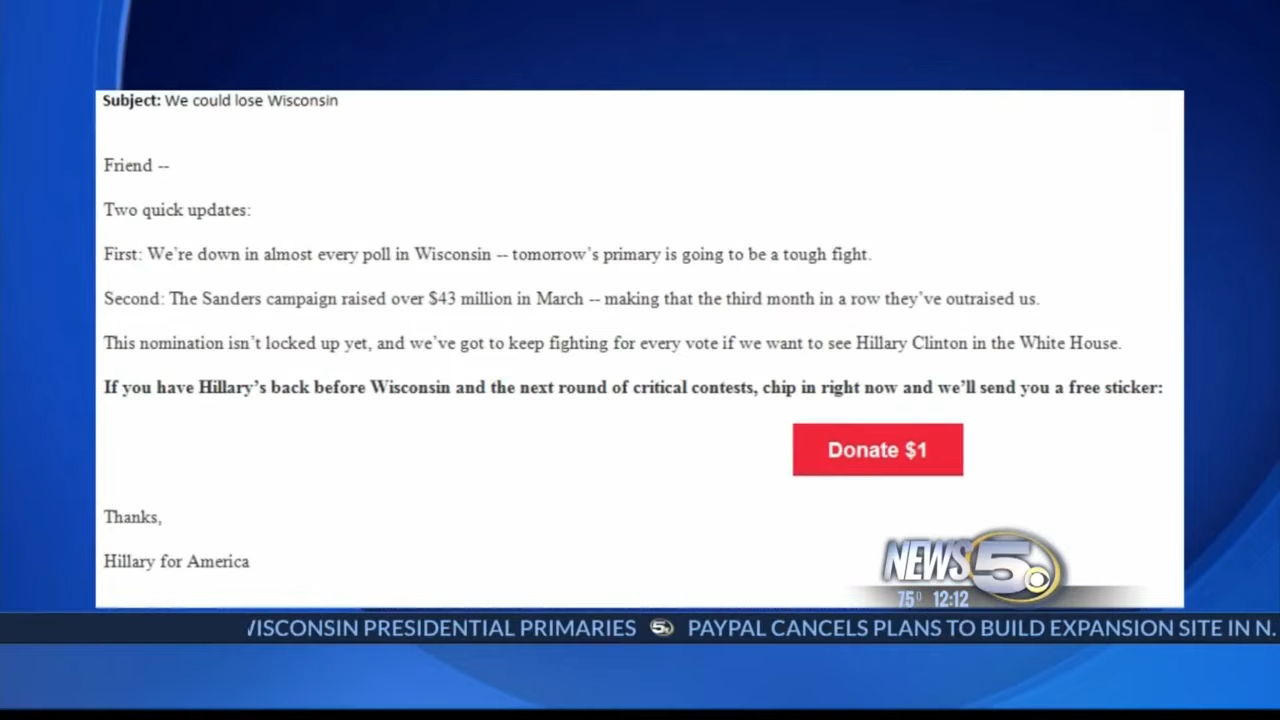 Subject: We could lose Wisconsin
Friend --
Two quick updates:
First: We're down in almost every poll in Wisconsin -- tomorrow's primary is going to be a tough fight.
Second: The Sanders campaign raised over $43 million in March -- making that the third month in a row they've outraised us.
This nomination isn't locked up yet, and we've got to keep fighting for every vote if we want to see Hillary Clinton in the White House.
If you have Hillary's back before Wisconsin and the next round of critical contests, chip in right now and we'll send you a free sticker:
Donate $1
Thanks,
Hillary for America
NEWS 5
75° 12:12
WISCONSIN PRESIDENTIAL PRIMARIES 5 PAYPAL CANCELS PLANS TO BUILD EXPANSION SITE IN N.